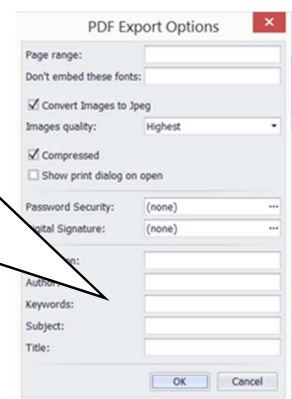 PDF Export Options
Page range:
Don't embed these fonts:
Convert Images to Jpeg
Images quality: Highest
Compressed
Show print dialog on open
Password Security: (none) ...
Signature: (none) ...
Keywords:
Subject:
Title:
OK Cancel